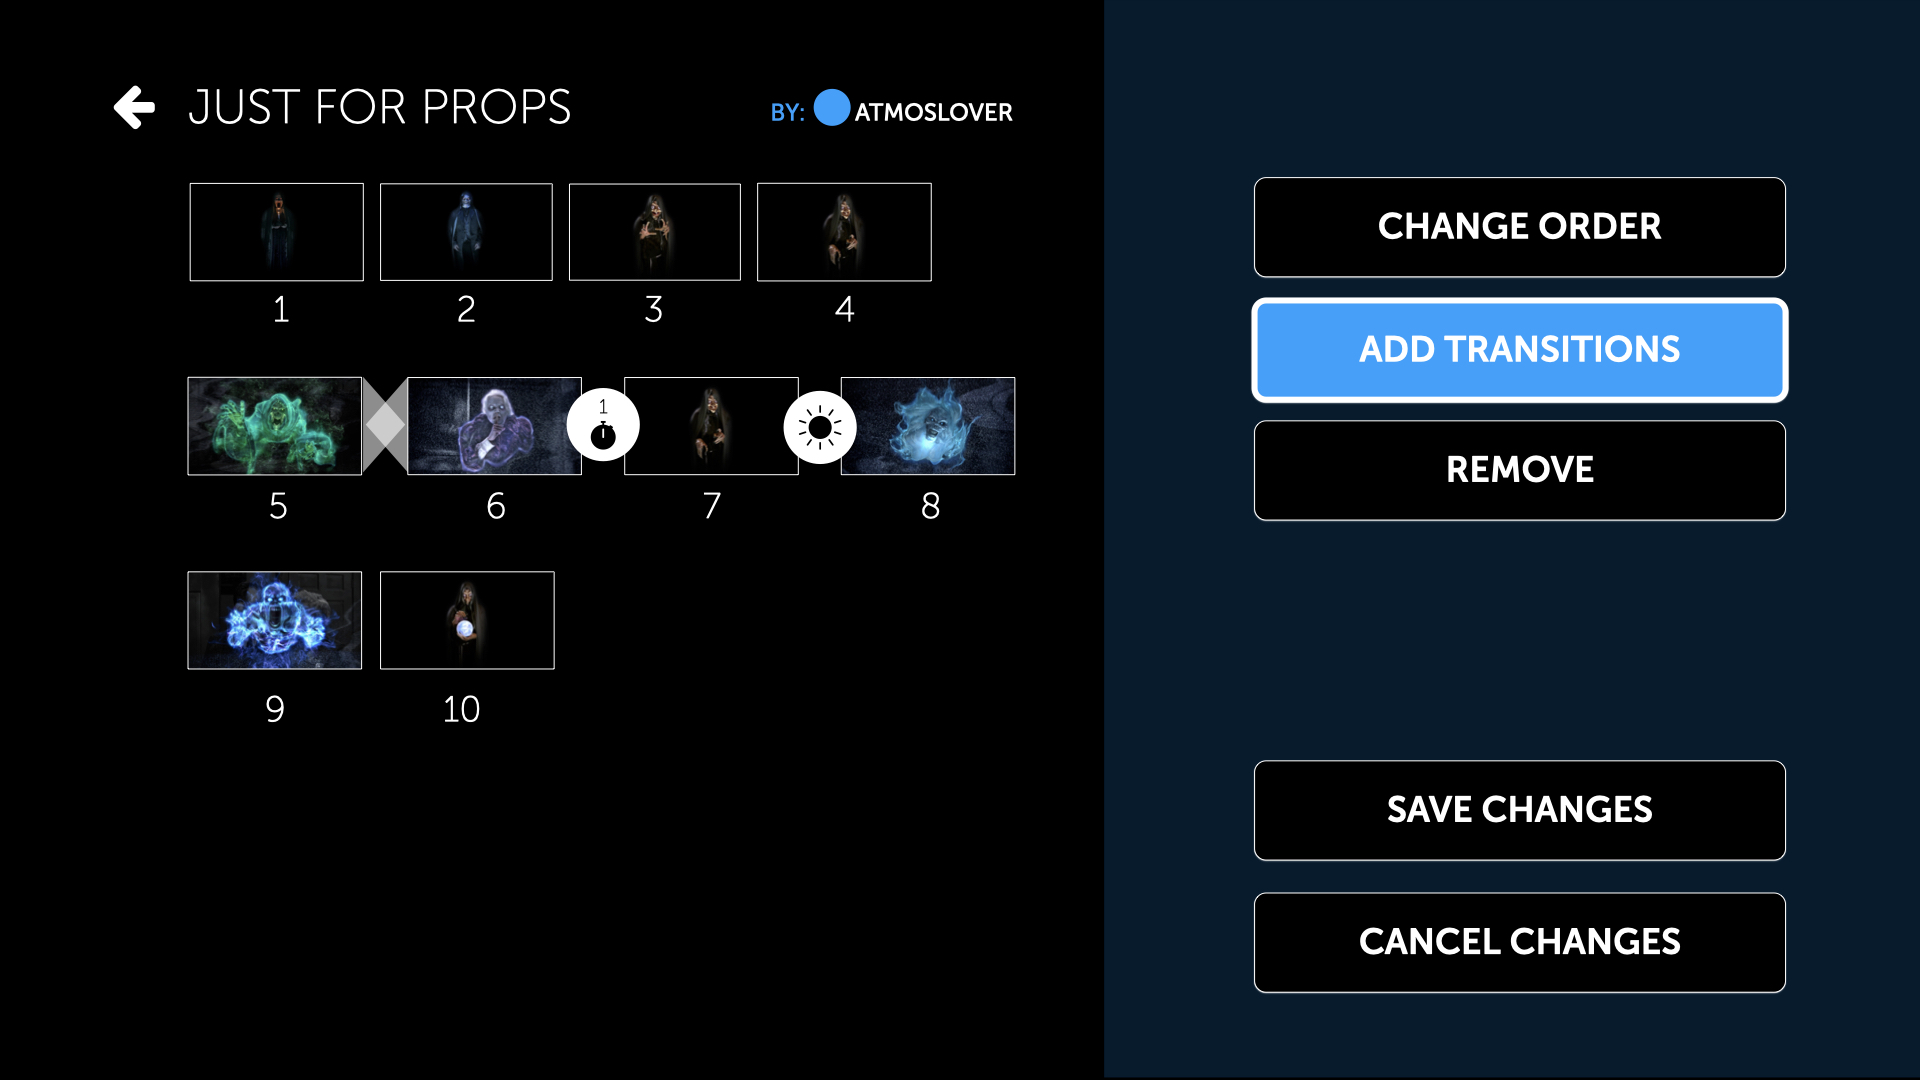 JUST FOR PROPS
BY: ATMOSLOVER
1 2 3 4
5 6 1 7 8
9 10
CHANGE ORDER
ADD TRANSITIONS
REMOVE
SAVE CHANGES
CANCEL CHANGES